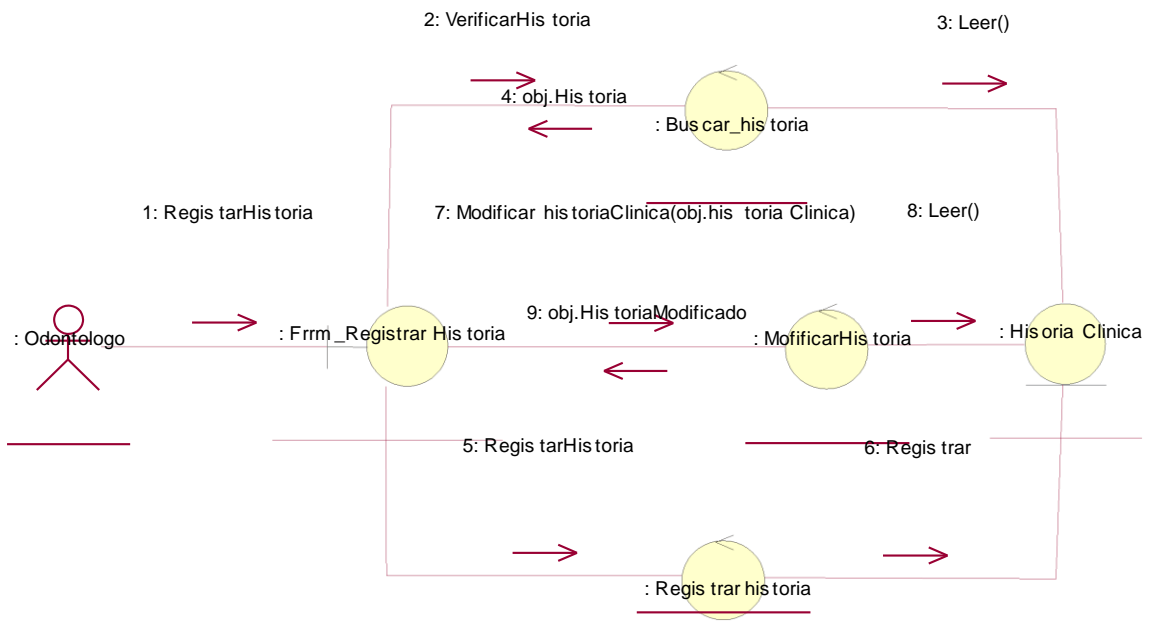 2: VerificarHis toria
3: Leer()
4: obj.His toria
: Bus car_his toria
1: Regis tarHis toria
7: Modificar his toriaClinica(obj.his toria Clinica)
8: Leer()
9: obj.His toriaModificado
: Odontologo
: Frrm_Registrar His toria
: MofificarHis toria
: His oria Clinica
5: Regis tarHis toria
6: Regis trar
: Regis trar his toria